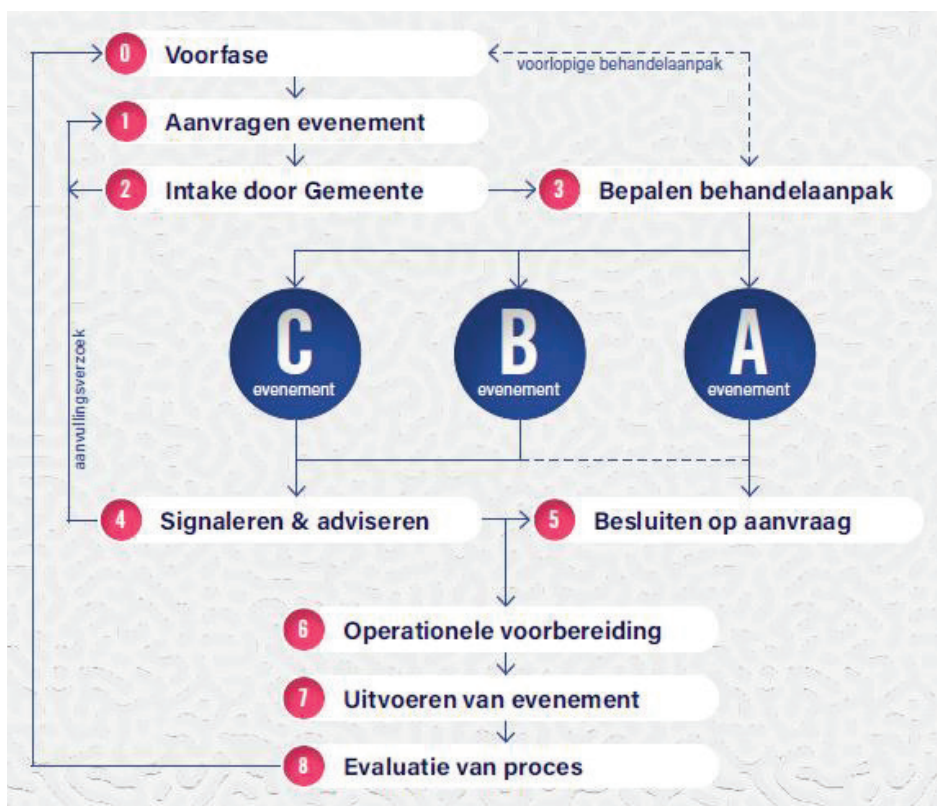 0 Voorfase
voorlopige behandelaanpak
1 Aanvragen evenement
2 Intake door Gemeente
3 Bepalen behandelaanpak
C
evenement
B
evenement
A
evenement
aanvullingsverzoek
4 Signaleren & adviseren
5 Besluiten op aanvraag
6 Operationele voorbereiding
7 Uitvoeren van evenement
8 Evaluatie van proces